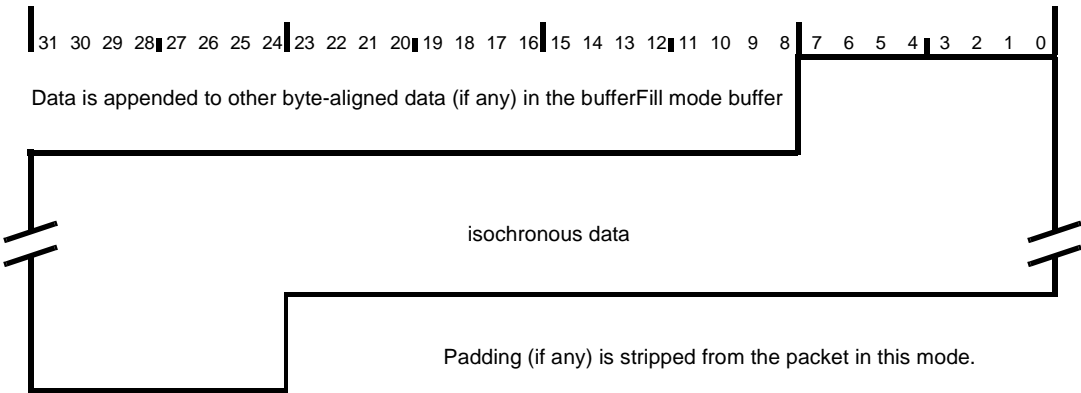 31 30 29 28 27 26 25 24 23 22 21 20 19 18 17 16 15 14 13 12 11 10 9 8 7 6 5 4 3 2 1 0
Data is appended to other byte-aligned data (if any) in the bufferFill mode buffer
isochronous data
Padding (if any) is stripped from the packet in this mode.